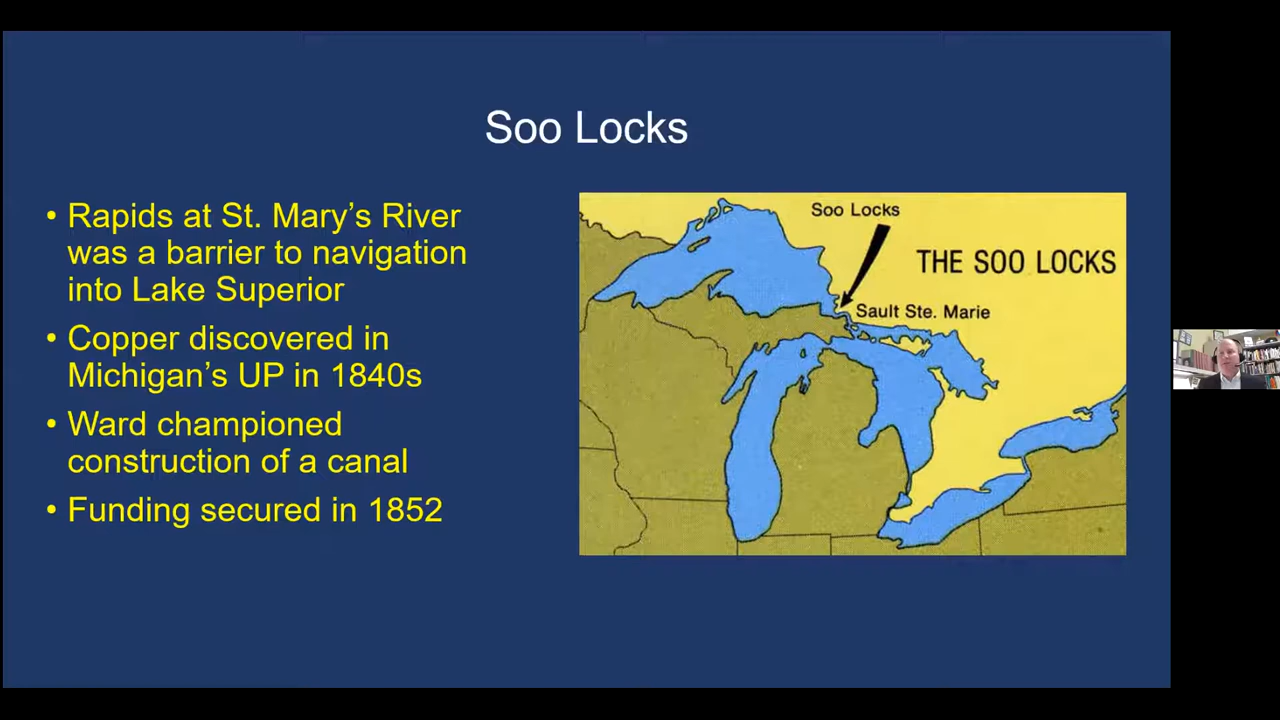 Soo Locks
• Rapids at St. Mary’s River
was a barrier to navigation
into Lake Superior
• Copper discovered in
Michigan’s UP in 1840s
• Ward championed
construction of a canal
• Funding secured in 1852
Soo Locks
THE SOO LOCKS
Sault Ste. Marie